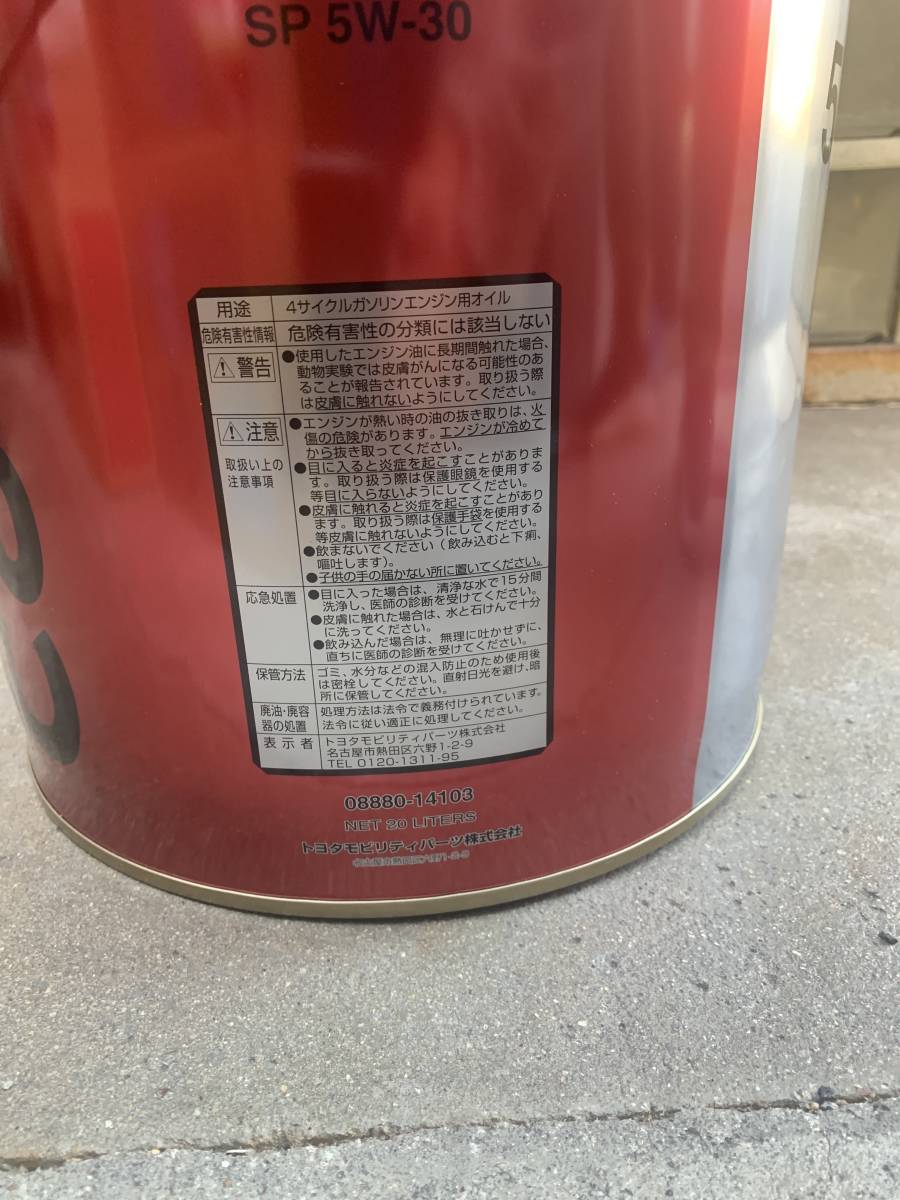 SP 5W-30
5
用途 4サイクルガソリンエンジン用オイル
危険有害性情報 危険有害性の分類には該当しない
警告 ●使用したエンジン油に長期間触れた場合、
動物実験では皮膚がんになる可能性のあ
ることが報告されています。取り扱う際
は皮膚に触れないようにしてください。
注意 ●エンジンが熱い時の油の抜き取りは、火
傷の危険があります。エンジンが冷めて
から抜き取ってください。
取扱い上の
注意事項
●目に入ると炎症を起こすことがありま
す。取り扱う際は保護眼鏡を使用する
等目に入らないようにしてください。
●皮膚に触れると炎症を起こすことがあり
ます。取り扱う際は保護手袋を使用する
等皮膚に触れないようにしてください。
●飲まないでください（飲み込むと下痢、
嘔吐します）。
●子供の手の届かない所に置いてください。
応急処置 ●目に入った場合は、清浄な水で15分間
洗浄し、医師の診断を受けてください。
●皮膚に触れた場合は、水と石けんで十分
に洗ってください。
●飲み込んだ場合は、無理に吐かせずに、
直ちに医師の診断を受けてください。
保管方法 ゴミ、水分などの混入防止のため使用後
は密栓してください。直射日光を避け、暗
所に保管してください。
廃油・廃容 処理方法は法令で義務付けられています。
器の処置 法令に従い適正に処理してください。
表示者 トヨタモビリティパーツ株式会社
名古屋市熱田区六野1-2-9
TEL 0120-1311-95
08880-14103
NET 20 LITERS
トヨタモビリティパーツ株式会社
名古屋市熱田区六野1-2-9